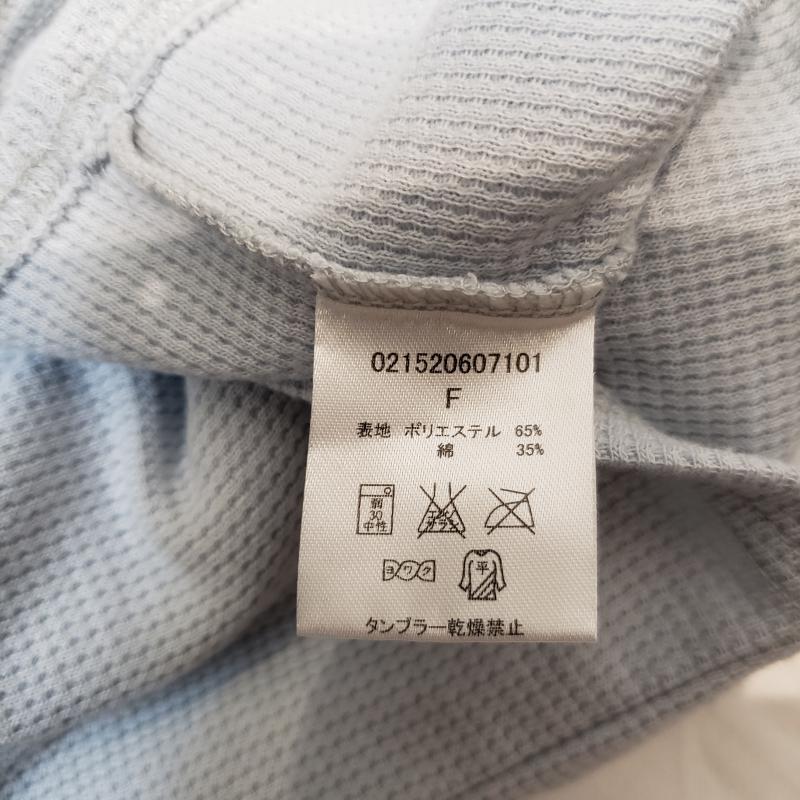 021520607101
F
表地 ポリエステル 65%
綿 35%
弱
30
中性
エンソ
サラシ
ヨワク
平
タンブラー乾燥禁止